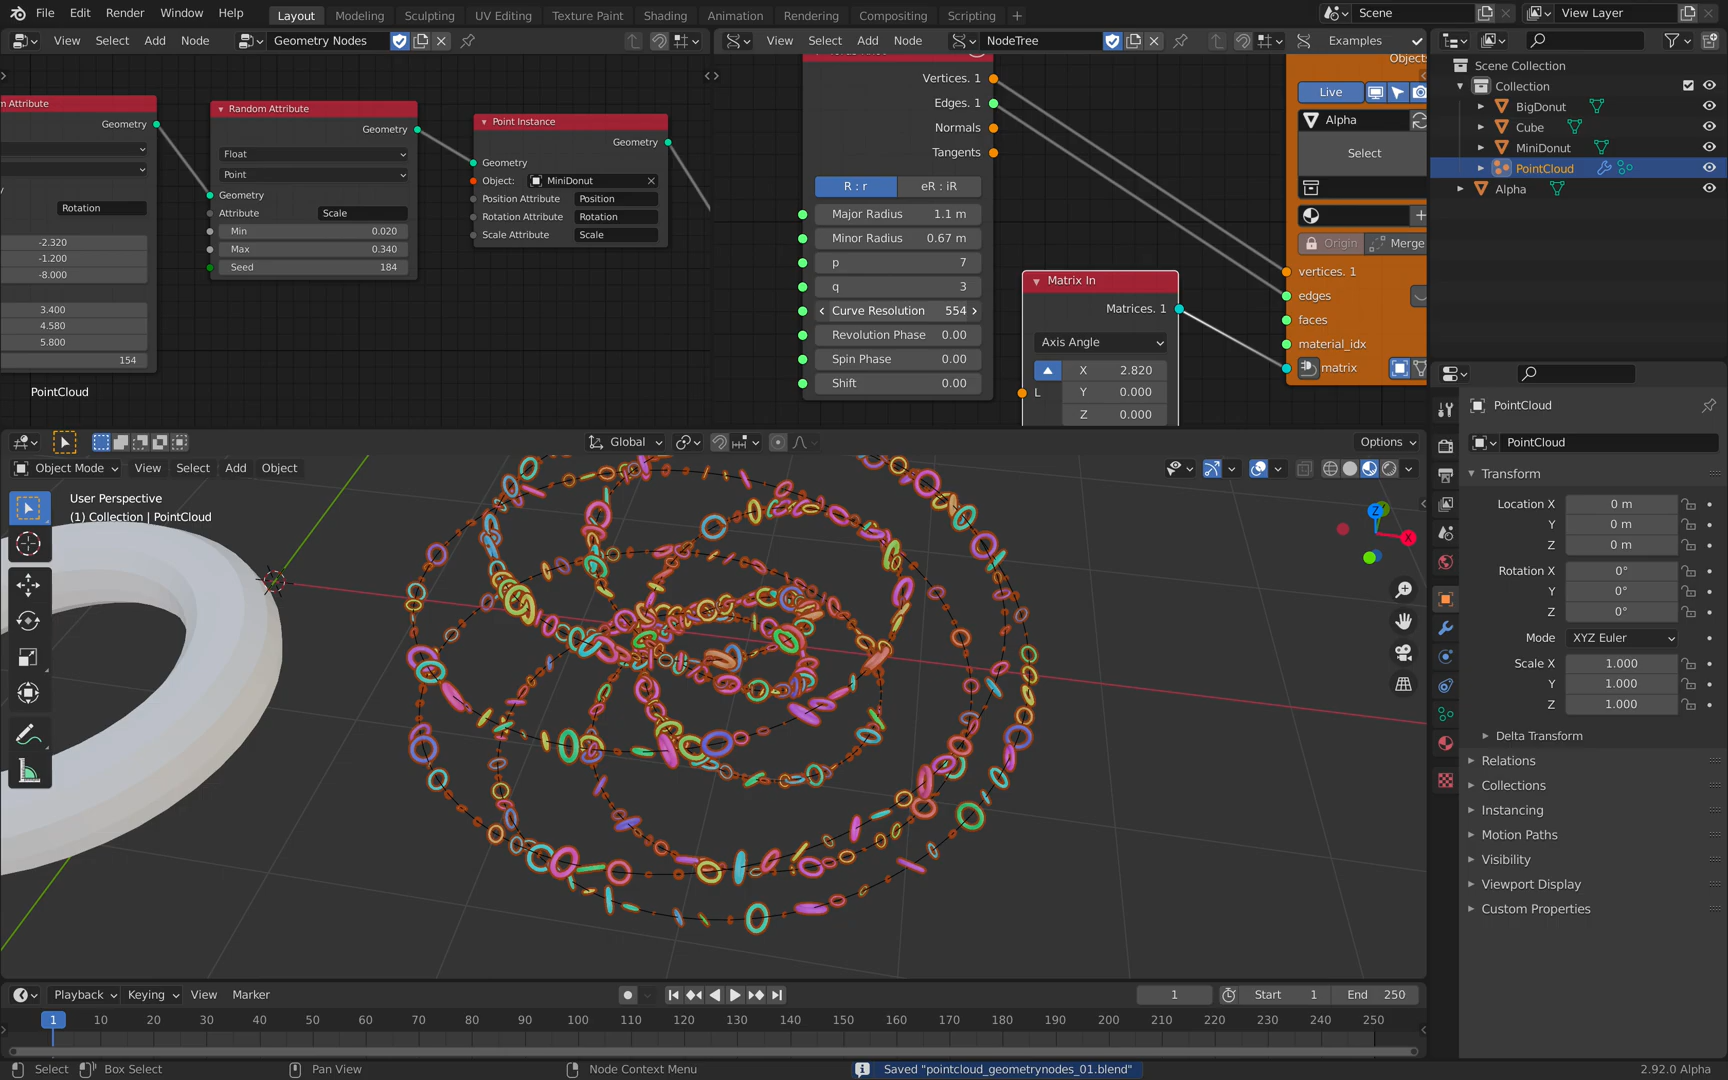 File Edit Render Window Help Layout Modeling Sculpting UV Editing Texture Paint Shading Animation Rendering Compositing Scripting + Scene View Layer
View Select Add Node Geometry Nodes View Select Add Node NodeTree Examples
Scene Collection
Collection
BigDonut
Cube
MiniDonut
PointCloud
Alpha
m Attribute
Geometry
Rotation
-2.320
-1.200
-8.000
3.400
4.580
5.800
154
PointCloud
Random Attribute
Geometry
Float
Point
Geometry
Attribute Scale
Min 0.020
Max 0.340
Seed 184
Point Instance
Geometry
Geometry
Object: MiniDonut
Position Attribute Position
Rotation Attribute Rotation
Scale Attribute Scale
Vertices. 1
Edges. 1
Normals
Tangents
R : r eR : iR
Major Radius 1.1 m
Minor Radius 0.67 m
p 7
q 3
Curve Resolution 554
Revolution Phase 0.00
Spin Phase 0.00
Shift 0.00
Matrix In
Matrices. 1
Axis Angle
X 2.820
L Y 0.000
Z 0.000
Object
Live
Alpha
Select
Origin Merge
vertices. 1
edges
faces
material_idx
matrix
Global Options
Object Mode View Select Add Object
User Perspective
(1) Collection | PointCloud
Z
X
PointCloud
PointCloud
Transform
Location X 0 m
Y 0 m
Z 0 m
Rotation X 0°
Y 0°
Z 0°
Mode XYZ Euler
Scale X 1.000
Y 1.000
Z 1.000
Delta Transform
Relations
Collections
Instancing
Motion Paths
Visibility
Viewport Display
Custom Properties
Playback Keying View Marker 1 Start 1 End 250
1 10 20 30 40 50 60 70 80 90 100 110 120 130 140 150 160 170 180 190 200 210 220 230 240 250
Select Box Select Pan View Node Context Menu Saved "pointcloud_geometrynodes_01.blend" 2.92.0 Alpha